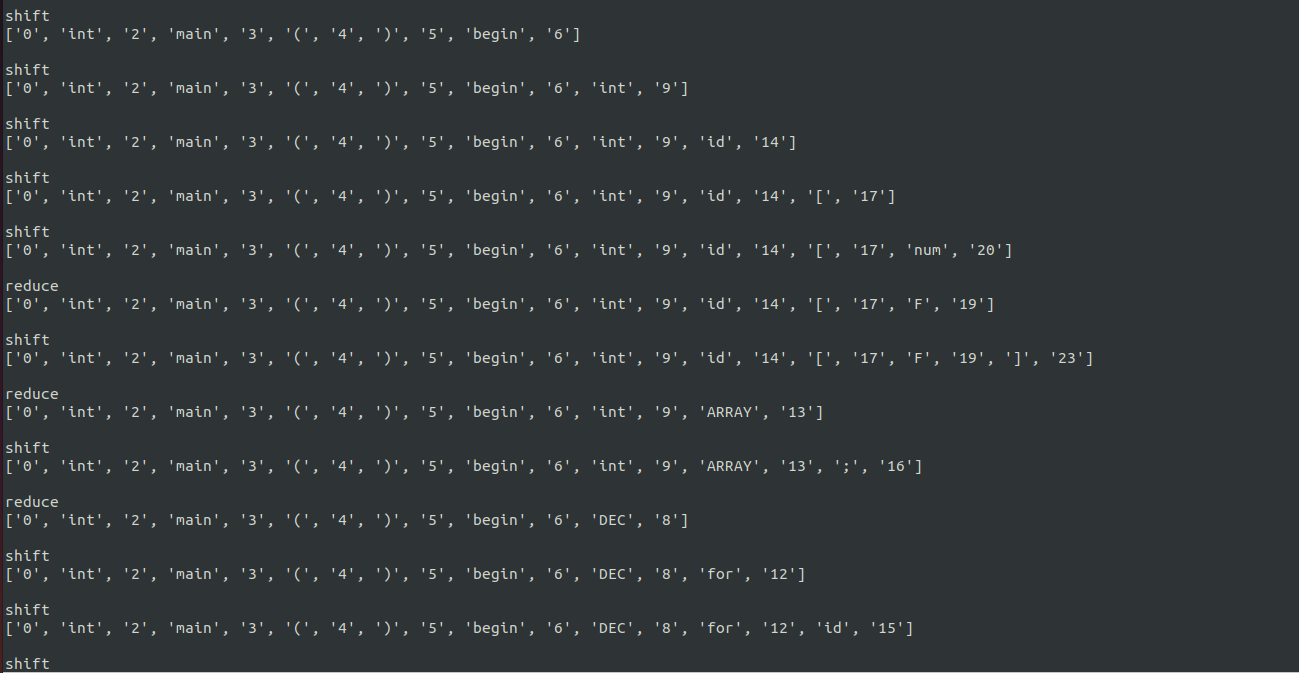 shift
['0', 'int', '2', 'main', '3', '(', '4', ')', '5', 'begin', '6']
shift
['0', 'int', '2', 'main', '3', '(', '4', ')', '5', 'begin', '6', 'int', '9']
shift
['0', 'int', '2', 'main', '3', '(', '4', ')', '5', 'begin', '6', 'int', '9', 'id', '14']
shift
['0', 'int', '2', 'main', '3', '(', '4', ')', '5', 'begin', '6', 'int', '9', 'id', '14', '[', '17']
shift
['0', 'int', '2', 'main', '3', '(', '4', ')', '5', 'begin', '6', 'int', '9', 'id', '14', '[', '17', 'num', '20']
reduce
['0', 'int', '2', 'main', '3', '(', '4', ')', '5', 'begin', '6', 'int', '9', 'id', '14', '[', '17', 'F', '19']
shift
['0', 'int', '2', 'main', '3', '(', '4', ')', '5', 'begin', '6', 'int', '9', 'id', '14', '[', '17', 'F', '19', ']', '23']
reduce
['0', 'int', '2', 'main', '3', '(', '4', ')', '5', 'begin', '6', 'int', '9', 'ARRAY', '13']
shift
['0', 'int', '2', 'main', '3', '(', '4', ')', '5', 'begin', '6', 'int', '9', 'ARRAY', '13', ';', '16']
reduce
['0', 'int', '2', 'main', '3', '(', '4', ')', '5', 'begin', '6', 'DEC', '8']
shift
['0', 'int', '2', 'main', '3', '(', '4', ')', '5', 'begin', '6', 'DEC', '8', 'for', '12']
shift
['0', 'int', '2', 'main', '3', '(', '4', ')', '5', 'begin', '6', 'DEC', '8', 'for', '12', 'id', '15']
shift